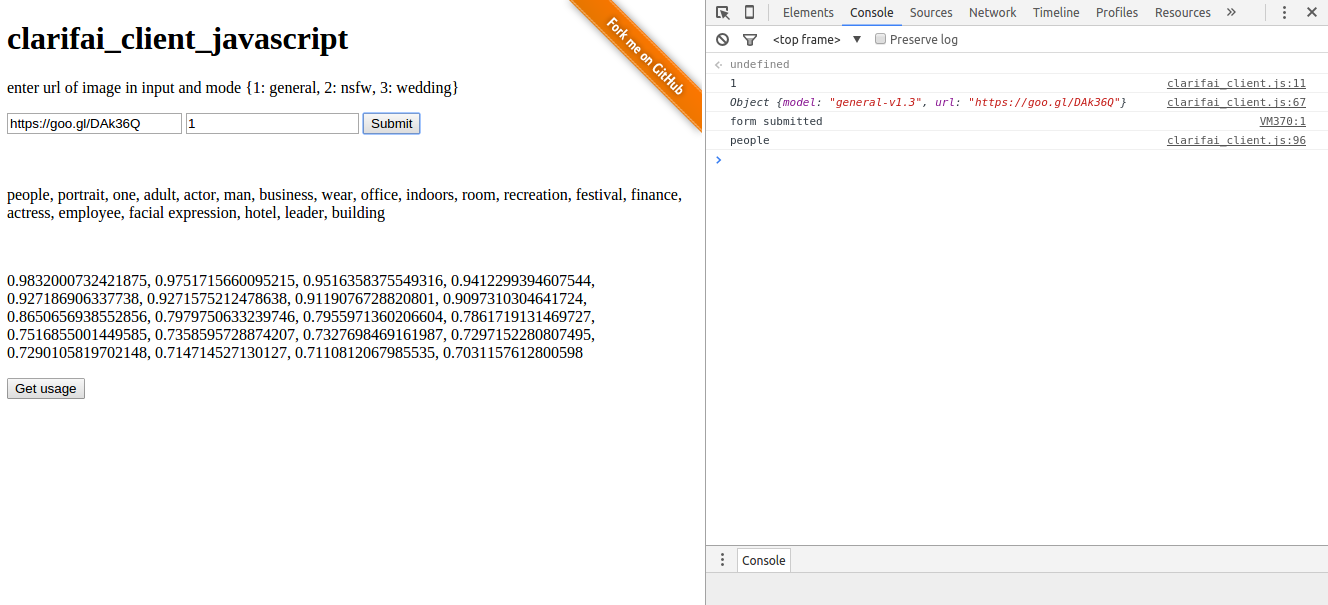 clarifai_client_javascript
Fork me on GitHub
enter url of image in input and mode {1: general, 2: nsfw, 3: wedding}
https://goo.gl/DAk36Q 1 Submit
people, portrait, one, adult, actor, man, business, wear, office, indoors, room, recreation, festival, finance,
actress, employee, facial expression, hotel, leader, building
0.9832000732421875, 0.9751715660095215, 0.9516358375549316, 0.9412299394607544,
0.927186906337738, 0.9271575212478638, 0.9119076728820801, 0.9097310304641724,
0.8650656938552856, 0.7979750633239746, 0.7955971360206604, 0.7861719131469727,
0.7516855001449585, 0.7358595728874207, 0.7327698469161987, 0.7297152280807495,
0.7290105819702148, 0.714714527130127, 0.7110812067985535, 0.7031157612800598
Get usage
Elements Console Sources Network Timeline Profiles Resources »
<top frame> ▼ Preserve log
undefined
1 clarifai_client.js:11
Object {model: "general-v1.3", url: "https://goo.gl/DAk36Q"} clarifai_client.js:67
form submitted VM370:1
people clarifai_client.js:96
Console